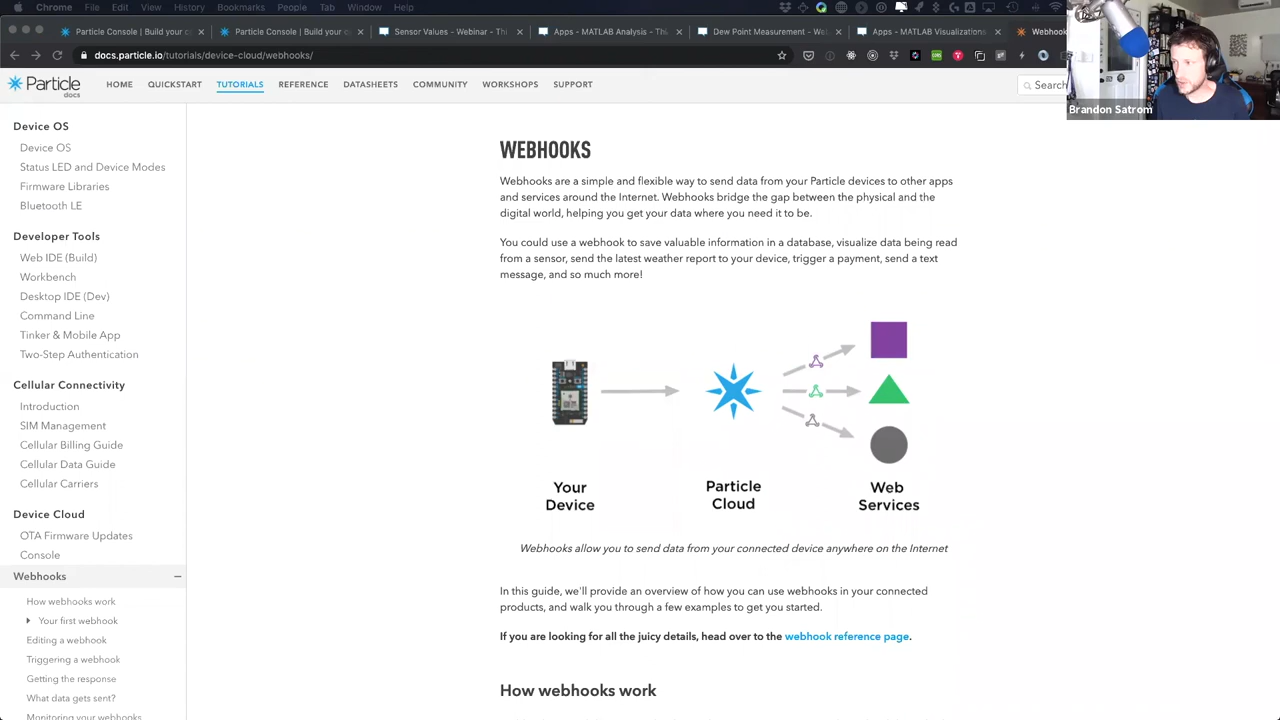 Chrome File Edit View History Bookmarks People Tab Window Help
Particle Console | Build your co
Particle Console | Build your c
Sensor Values - Webinar - Thi
Apps - MATLAB Analysis - Thi
Dew Point Measurement - We
Apps - MATLAB Visualizations
Webhook
docs.particle.io/tutorials/device-cloud/webhooks/
Particle
docs
HOME QUICKSTART TUTORIALS REFERENCE DATASHEETS COMMUNITY WORKSHOPS SUPPORT
Search
Brandon Satrom
Device OS
Device OS
Status LED and Device Modes
Firmware Libraries
Bluetooth LE
Developer Tools
Web IDE (Build)
Workbench
Desktop IDE (Dev)
Command Line
Tinker & Mobile App
Two-Step Authentication
Cellular Connectivity
Introduction
SIM Management
Cellular Billing Guide
Cellular Data Guide
Cellular Carriers
Device Cloud
OTA Firmware Updates
Console
Webhooks
How webhooks work
Your first webhook
Editing a webhook
Triggering a webhook
Getting the response
What data gets sent?
Monitoring your webhooks
WEBHOOKS
Webhooks are a simple and flexible way to send data from your Particle devices to other apps
and services around the Internet. Webhooks bridge the gap between the physical and the
digital world, helping you get your data where you need it to be.
You could use a webhook to save valuable information in a database, visualize data being read
from a sensor, send the latest weather report to your device, trigger a payment, send a text
message, and so much more!
Your
Device
Particle
Cloud
Web
Services
Webhooks allow you to send data from your connected device anywhere on the Internet
In this guide, we'll provide an overview of how you can use webhooks in your connected
products, and walk you through a few examples to get you started.
If you are looking for all the juicy details, head over to the webhook reference page.
How webhooks work